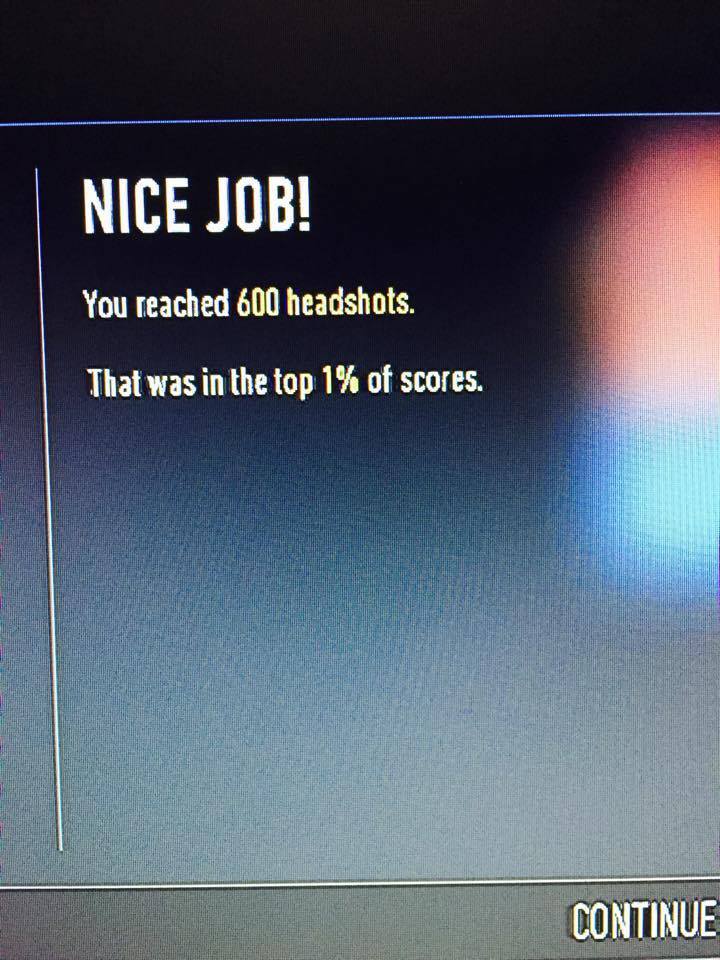 NICE JOB!
You reached 600 headshots.
That was in the top 1% of scores.
CONTINUE